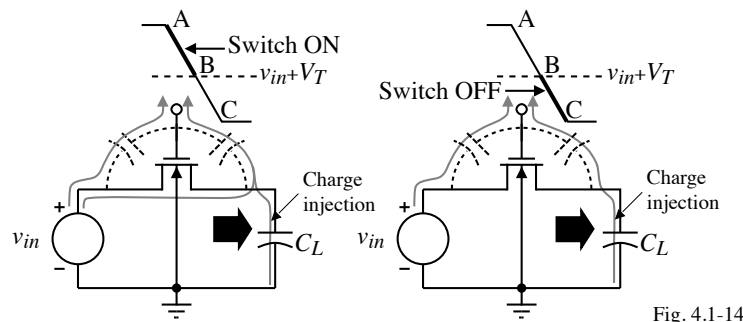 A
Switch ON
B
vin+VT
C
Charge
injection
+
vin
–
CL
A
B
vin+VT
Switch OFF
C
Charge
injection
+
vin
–
CL
Fig. 4.1-14